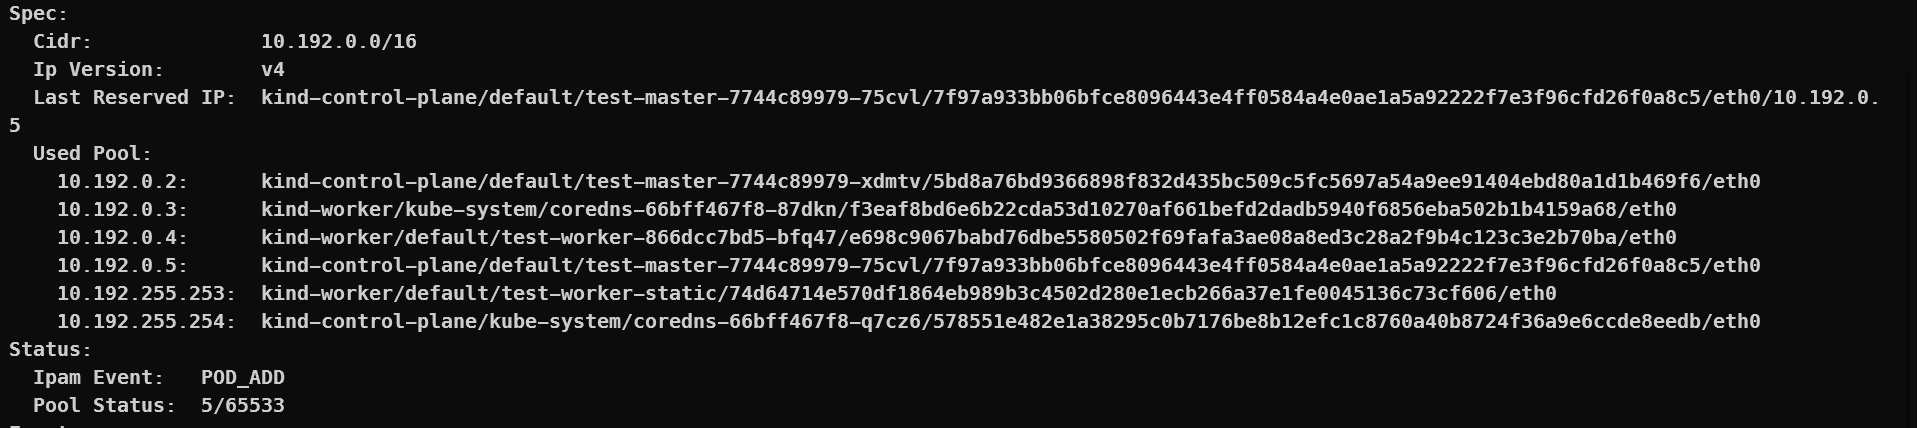 Spec:
  Cidr:              10.192.0.0/16
  Ip Version:        v4
  Last Reserved IP:  kind-control-plane/default/test-master-7744c89979-75cvl/7f97a933bb06bfce8096443e4ff0584a4e0ae1a5a92222f7e3f96cfd26f0a8c5/eth0/10.192.0.
5
  Used Pool:
    10.192.0.2:      kind-control-plane/default/test-master-7744c89979-xdmtv/5bd8a76bd9366898f832d435bc509c5fc5697a54a9ee91404ebd80a1d1b469f6/eth0
    10.192.0.3:      kind-worker/kube-system/coredns-66bff467f8-87dkn/f3eaf8bd6e6b22cda53d10270af661befd2dadb5940f6856eba502b1b4159a68/eth0
    10.192.0.4:      kind-worker/default/test-worker-866dcc7bd5-bfq47/e698c9067babd76dbe5580502f69fafa3ae08a8ed3c28a2f9b4c123c3e2b70ba/eth0
    10.192.0.5:      kind-control-plane/default/test-master-7744c89979-75cvl/7f97a933bb06bfce8096443e4ff0584a4e0ae1a5a92222f7e3f96cfd26f0a8c5/eth0
    10.192.255.253:  kind-worker/default/test-worker-static/74d64714e570df1864eb989b3c4502d280e1ecb266a37e1fe0045136c73cf606/eth0
    10.192.255.254:  kind-control-plane/kube-system/coredns-66bff467f8-q7cz6/578551e482e1a38295c0b7176be8b12efc1c8760a40b8724f36a9e6ccde8eedb/eth0
Status:
  Ipam Event:   POD_ADD
  Pool Status:  5/65533